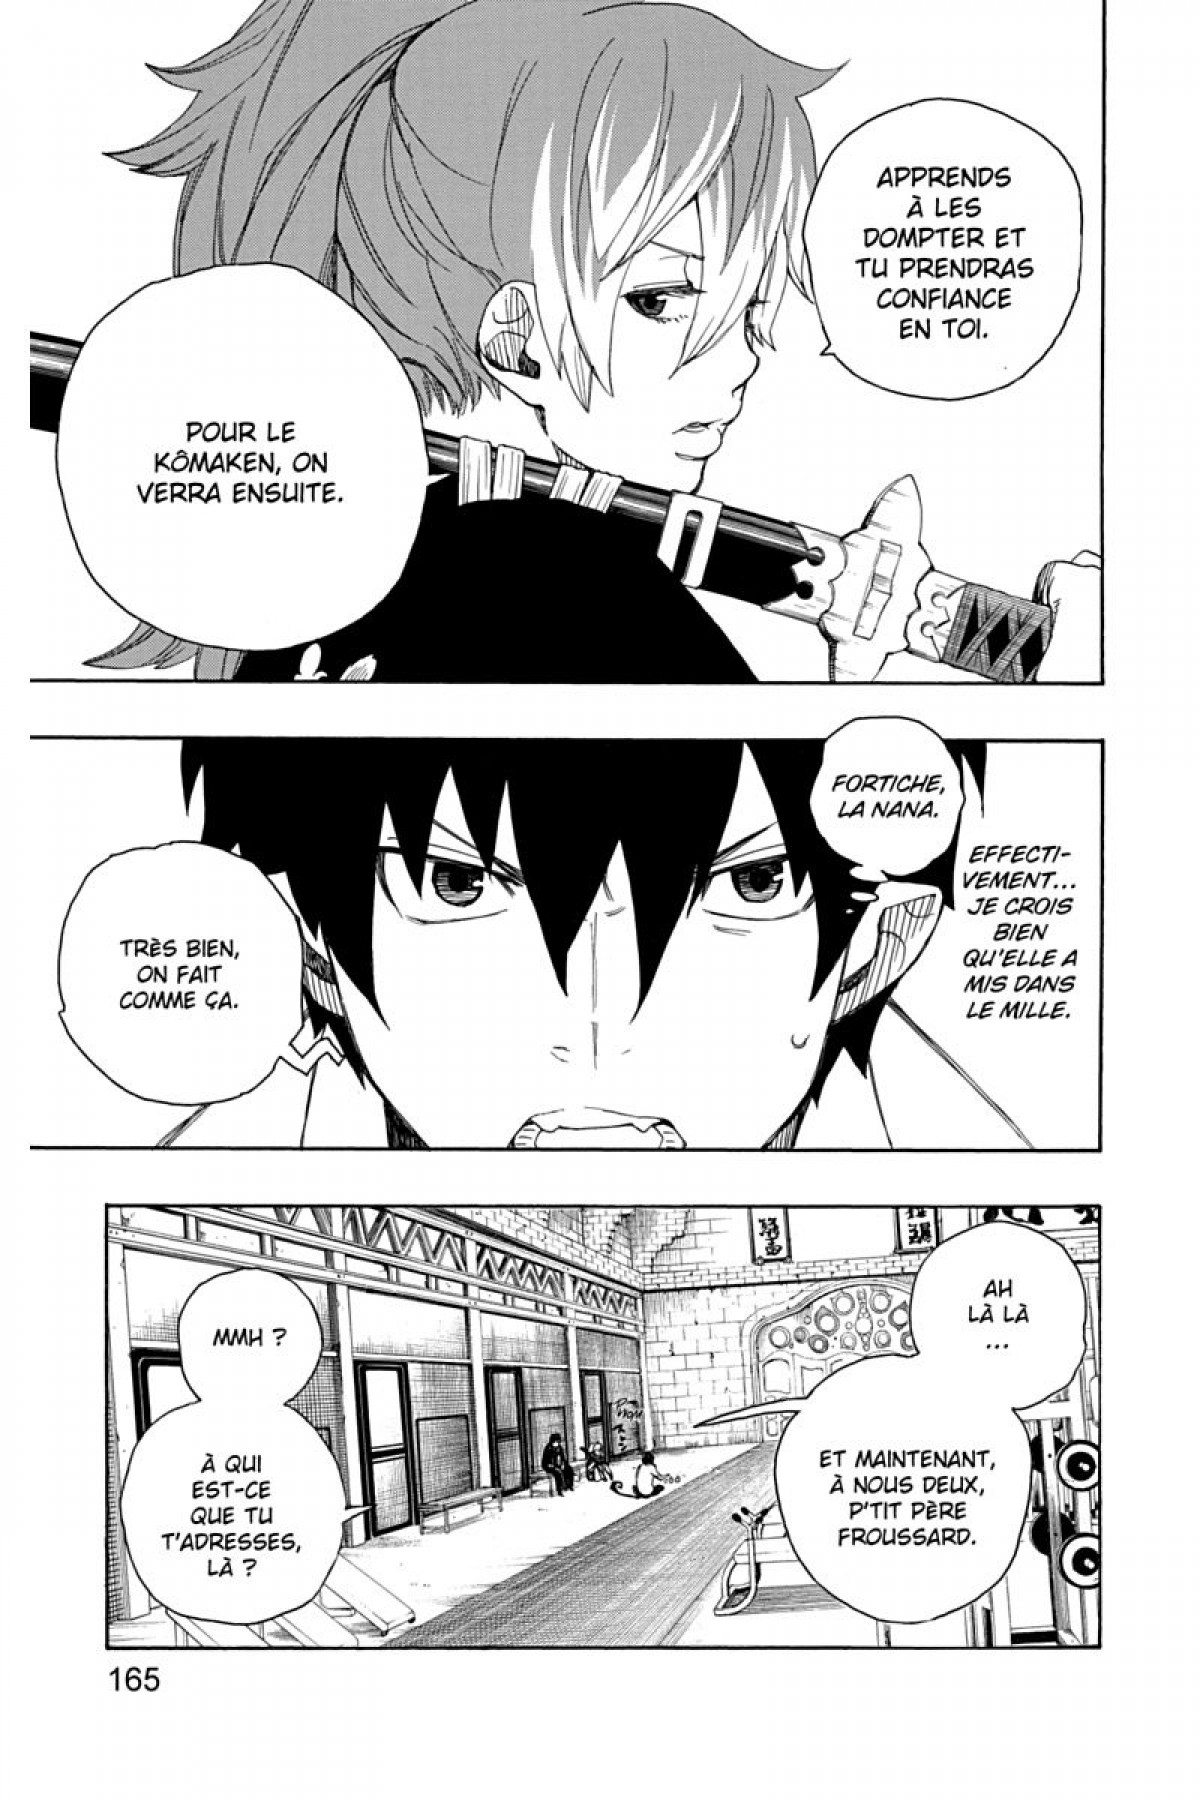 APPRENDS
À LES
DOMPTER ET
TU PRENDRAS
CONFIANCE
EN TOI.
POUR LE
KÔMAKEN, ON
VERRA ENSUITE.
FORTICHE,
LA NANA.
EFFECTI-
VEMENT...
JE CROIS
BIEN
QU'ELLE A
MIS DANS
LE MILLE.
TRÈS BIEN,
ON FAIT
COMME ÇA.
AH
LÀ LÀ
...
ET MAINTENANT,
À NOUS DEUX,
P'TIT PÈRE
FROUSSARD.
MMH ?
À QUI
EST-CE
QUE TU
T'ADRESSES,
LÀ ?
165